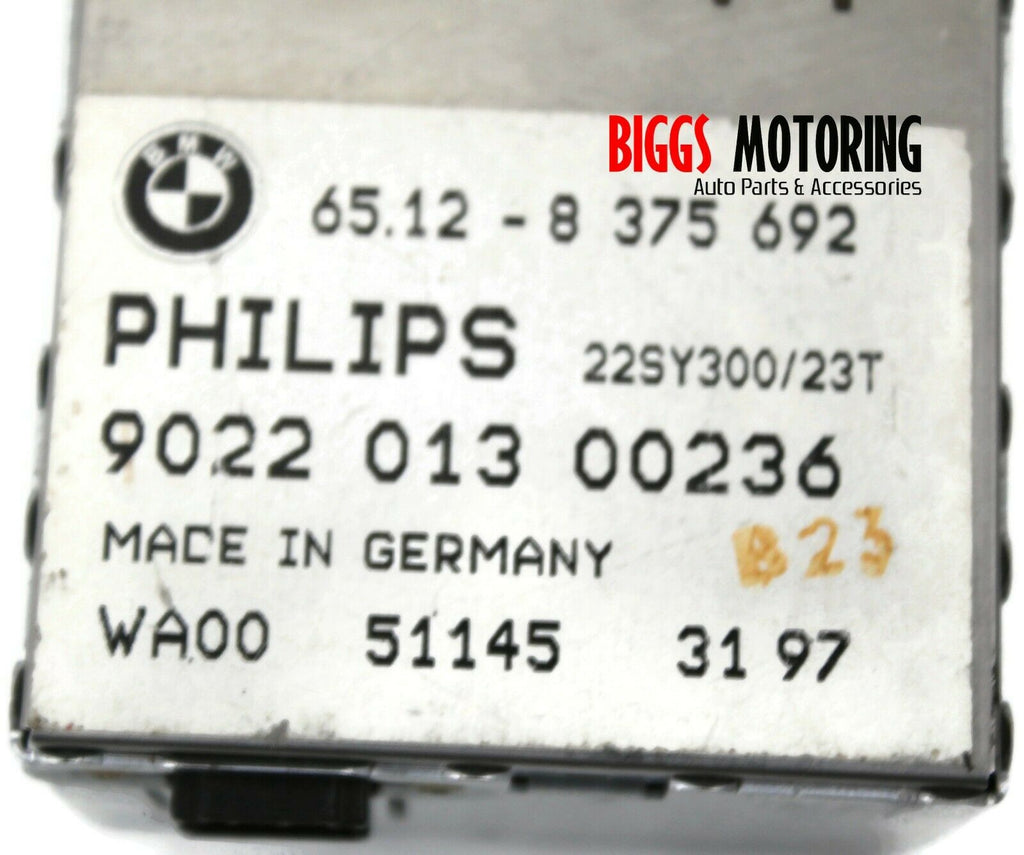 BMW
BIGGS MOTORING
Auto Parts & Accessories
65.12 - 8 375 692
PHILIPS 22SY300/23T
9022 013 00236
MADE IN GERMANY
B23
WA00 51145 31 97